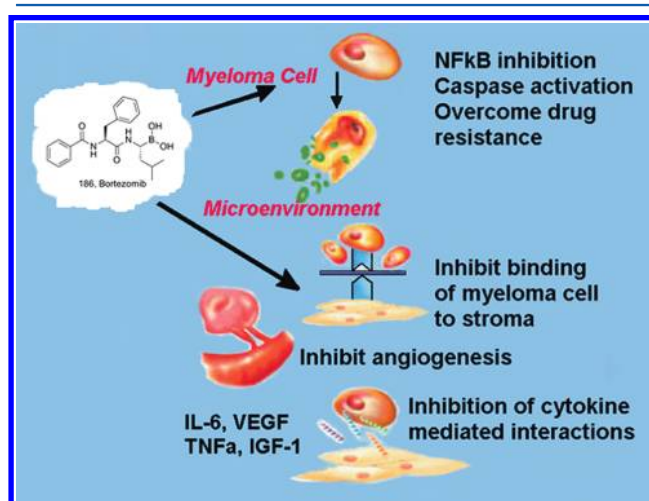 Myeloma Cell
NFkB inhibition
Caspase activation
Overcome drug
resistance
O
N
H
H
N
O
OH
B
OH
186, Bortezomib
Microenvironment
Inhibit binding
of myeloma cell
to stroma
Inhibit angiogenesis
IL-6, VEGF
TNFa, IGF-1
Inhibition of cytokine
mediated interactions